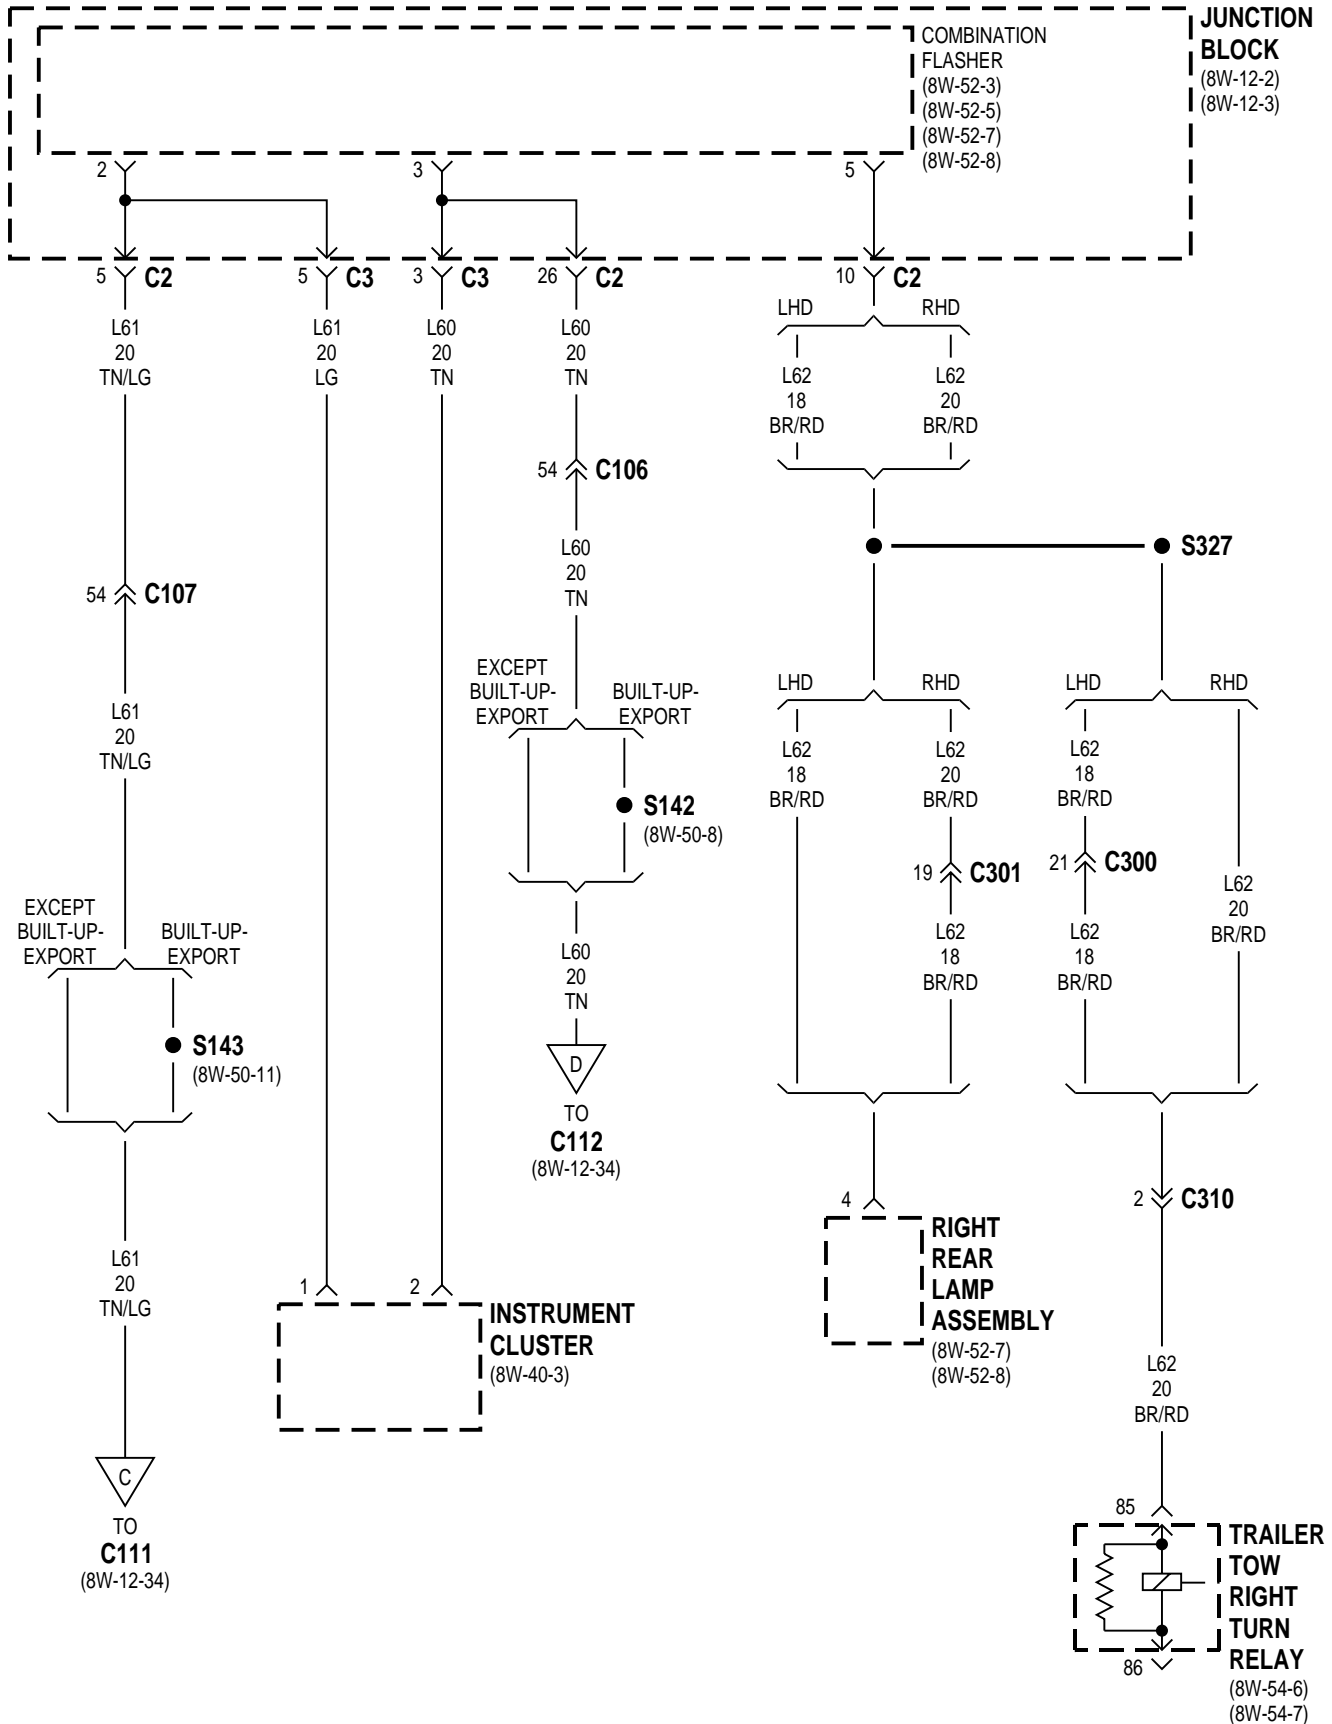 JUNCTION
BLOCK
(8W-12-2)
(8W-12-3)
COMBINATION
FLASHER
(8W-52-3)
(8W-52-5)
(8W-52-7)
(8W-52-8)
2
3
5
5 C2
5 C3
3 C3
26 C2
10 C2
LHD
RHD
L61
20
TN/LG
L61
20
LG
L60
20
TN
L60
20
TN
L62
18
BR/RD
L62
20
BR/RD
54 C106
S327
L60
20
TN
54 C107
EXCEPT
BUILT-UP-
EXPORT
BUILT-UP-
EXPORT
LHD
RHD
LHD
RHD
L61
20
TN/LG
L62
18
BR/RD
L62
20
BR/RD
L62
18
BR/RD
S142
(8W-50-8)
19 C301
21 C300
L62
20
BR/RD
EXCEPT
BUILT-UP-
EXPORT
BUILT-UP-
EXPORT
L60
20
TN
L62
18
BR/RD
L62
18
BR/RD
S143
(8W-50-11)
D
TO
C112
(8W-12-34)
4
2 C310
RIGHT
REAR
LAMP
ASSEMBLY
(8W-52-7)
(8W-52-8)
L61
20
TN/LG
1
2
INSTRUMENT
CLUSTER
(8W-40-3)
L62
20
BR/RD
C
TO
C111
(8W-12-34)
85
TRAILER
TOW
RIGHT
TURN
RELAY
(8W-54-6)
(8W-54-7)
86